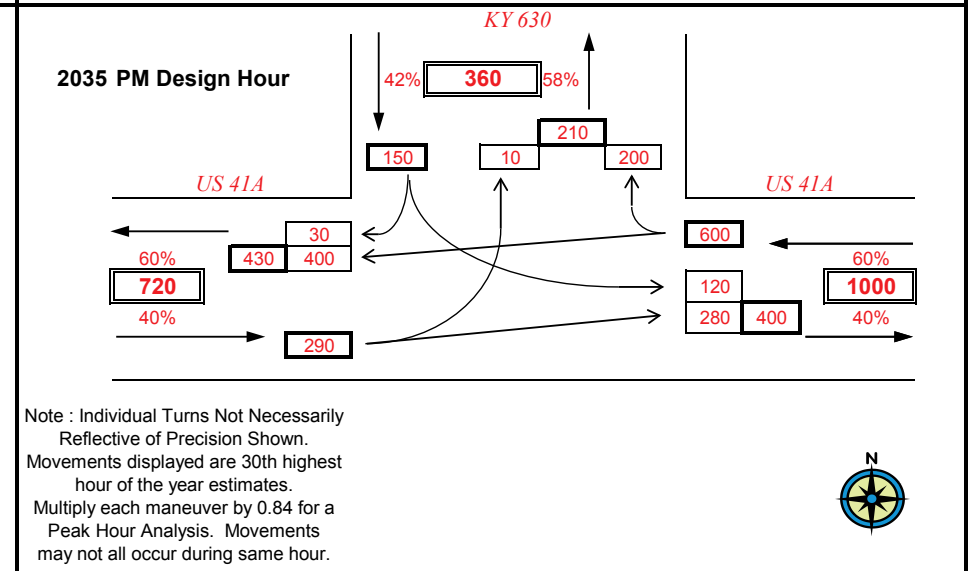 KY 630
2035 PM Design Hour
42% 360 58%
210
150 10 200
US 41A US 41A
30 600
430 400
60% 60%
720 120 1000
40% 280 400 40%
290
Note : Individual Turns Not Necessarily
Reflective of Precision Shown.
Movements displayed are 30th highest
hour of the year estimates.
Multiply each maneuver by 0.84 for a
Peak Hour Analysis. Movements
may not all occur during same hour.
N